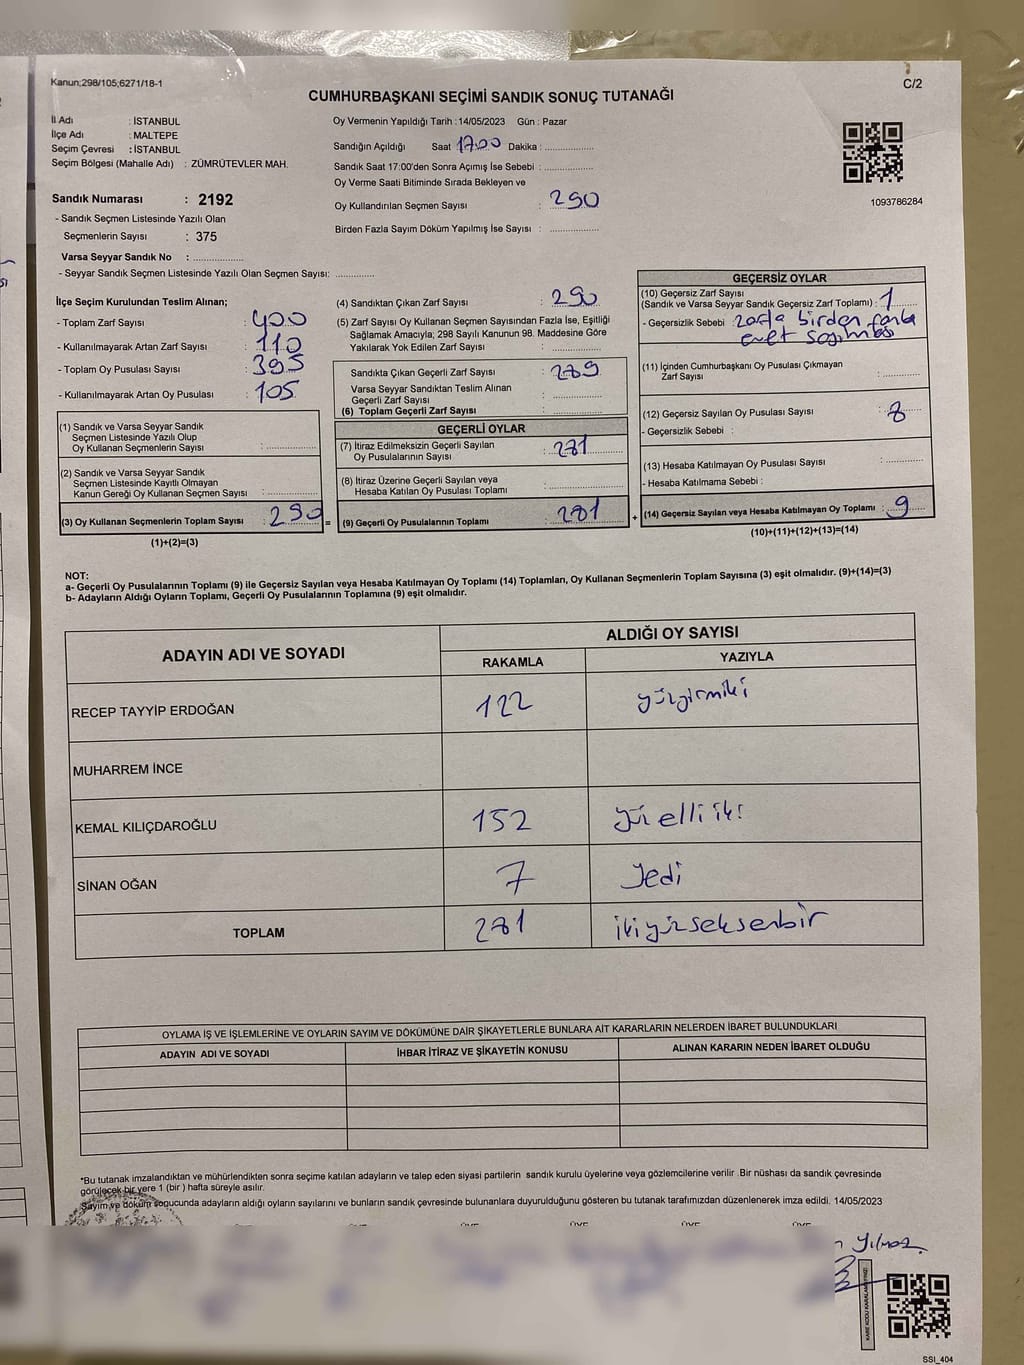 Kanun;298/105;6271/18-1
C/2
CUMHURBAŞKANI SEÇİMİ SANDIK SONUÇ TUTANAĞI
İl Adı : İSTANBUL
İlçe Adı : MALTEPE
Seçim Çevresi : İSTANBUL
Seçim Bölgesi (Mahalle Adı) : ZÜMRÜTEVLER MAH.
Oy Vermenin Yapıldığı Tarih : 14/05/2023 Gün : Pazar
Sandığın Açıldığı Saat 17.00 Dakika : ................
Sandık Saat 17:00'den Sonra Açımış İse Sebebi : ................
Oy Verme Saati Bitiminde Sırada Bekleyen ve
Oy Kullandırılan Seçmen Sayısı : 290
Birden Fazla Sayım Döküm Yapılmış İse Sayısı : ................
1093786284
Sandık Numarası : 2192
- Sandık Seçmen Listesinde Yazılı Olan
Seçmenlerin Sayısı : 375
Varsa Seyyar Sandık No : ................
- Seyyar Sandık Seçmen Listesinde Yazılı Olan Seçmen Sayısı: ............
İlçe Seçim Kurulundan Teslim Alınan;
- Toplam Zarf Sayısı : 400
- Kullanılmayarak Artan Zarf Sayısı : 110
- Toplam Oy Pusulası Sayısı : 395
- Kullanılmayarak Artan Oy Pusulası : 105
(1) Sandık ve Varsa Seyyar Sandık
Seçmen Listesinde Yazılı Olup
Oy Kullanan Seçmenlerin Sayısı : ................
(2) Sandık ve Varsa Seyyar Sandık
Seçmen Listesinde Kayıtlı Olmayan
Kanun Gereği Oy Kullanan Seçmen Sayısı : ................
(3) Oy Kullanan Seçmenlerin Toplam Sayısı : 290 =
(1)+(2)=(3)
(4) Sandıktan Çıkan Zarf Sayısı : 290
(5) Zarf Sayısı Oy Kullanan Seçmen Sayısından Fazla İse, Eşitliği
Sağlamak Amacıyla; 298 Sayılı Kanunun 98. Maddesine Göre
Yakılarak Yok Edilen Zarf Sayısı : ................
Sandıkta Çıkan Geçerli Zarf Sayısı : 289
Varsa Seyyar Sandıktan Teslim Alınan
Geçerli Zarf Sayısı : ................
(6) Toplam Geçerli Zarf Sayısı : ................
GEÇERLİ OYLAR
(7) İtiraz Edilmeksizin Geçerli Sayılan
Oy Pusulalarının Sayısı : 281
(8) İtiraz Üzerine Geçerli Sayılan veya
Hesaba Katılan Oy Pusulası Toplamı : ................
(9) Geçerli Oy Pusulalarının Toplamı : 281 +
GEÇERSİZ OYLAR
(10) Geçersiz Zarf Sayısı
(Sandık ve Varsa Seyyar Sandık Geçersiz Zarf Toplamı) : 1
- Geçersizlik Sebebi : zarfta birden fazla
evet seçilmesi
(11) İçinden Cumhurbaşkanı Oy Pusulası Çıkmayan
Zarf Sayısı : ............
(12) Geçersiz Sayılan Oy Pusulası Sayısı : 8
- Geçersizlik Sebebi :
(13) Hesaba Katılmayan Oy Pusulası Sayısı : ............
- Hesaba Katılmama Sebebi :
(14) Geçersiz Sayılan veya Hesaba Katılmayan Oy Toplamı : 9
(10)+(11)+(12)+(13)=(14)
NOT:
a- Geçerli Oy Pusulalarının Toplamı (9) ile Geçersiz Sayılan veya Hesaba Katılmayan Oy Toplamı (14) Toplamları, Oy Kullanan Seçmenlerin Toplam Sayısına (3) eşit olmalıdır. (9)+(14)=(3)
b- Adayların Aldığı Oyların Toplamı, Geçerli Oy Pusulalarının Toplamına (9) eşit olmalıdır.
ADAYIN ADI VE SOYADI
ALDIĞI OY SAYISI
RAKAMLA YAZIYLA
RECEP TAYYİP ERDOĞAN 122 yüzyirmiki
MUHARREM İNCE
KEMAL KILIÇDAROĞLU 152 yüz elli iki
SİNAN OĞAN 7 Yedi
TOPLAM 281 ikiyüzseksenbir
OYLAMA İŞ VE İŞLEMLERİNE VE OYLARIN SAYIM VE DÖKÜMÜNE DAİR ŞİKAYETLERLE BUNLARA AİT KARARLARIN NELERDEN İBARET BULUNDUKLARI
ADAYIN ADI VE SOYADI İHBAR İTİRAZ VE ŞİKAYETİN KONUSU ALINAN KARARIN NEDEN İBARET OLDUĞU
*Bu tutanak imzalandıktan ve mühürlendikten sonra seçime katılan adayların ve talep eden siyasi partilerin sandık kurulu üyelerine veya gözlemcilerine verilir .Bir nüshası da sandık çevresinde
görülecek bir yere 1 (bir ) hafta süreyle asılır.
Sayım ve döküm sonucunda adayların aldığı oyların sayılarını ve bunların sandık çevresinde bulunanlara duyurulduğunu gösteren bu tutanak tarafımızdan düzenlenerek imza edildi. 14/05/2023
ÜYE ÜYE ÜYE ÜYE
Yılmaz
SSI_404